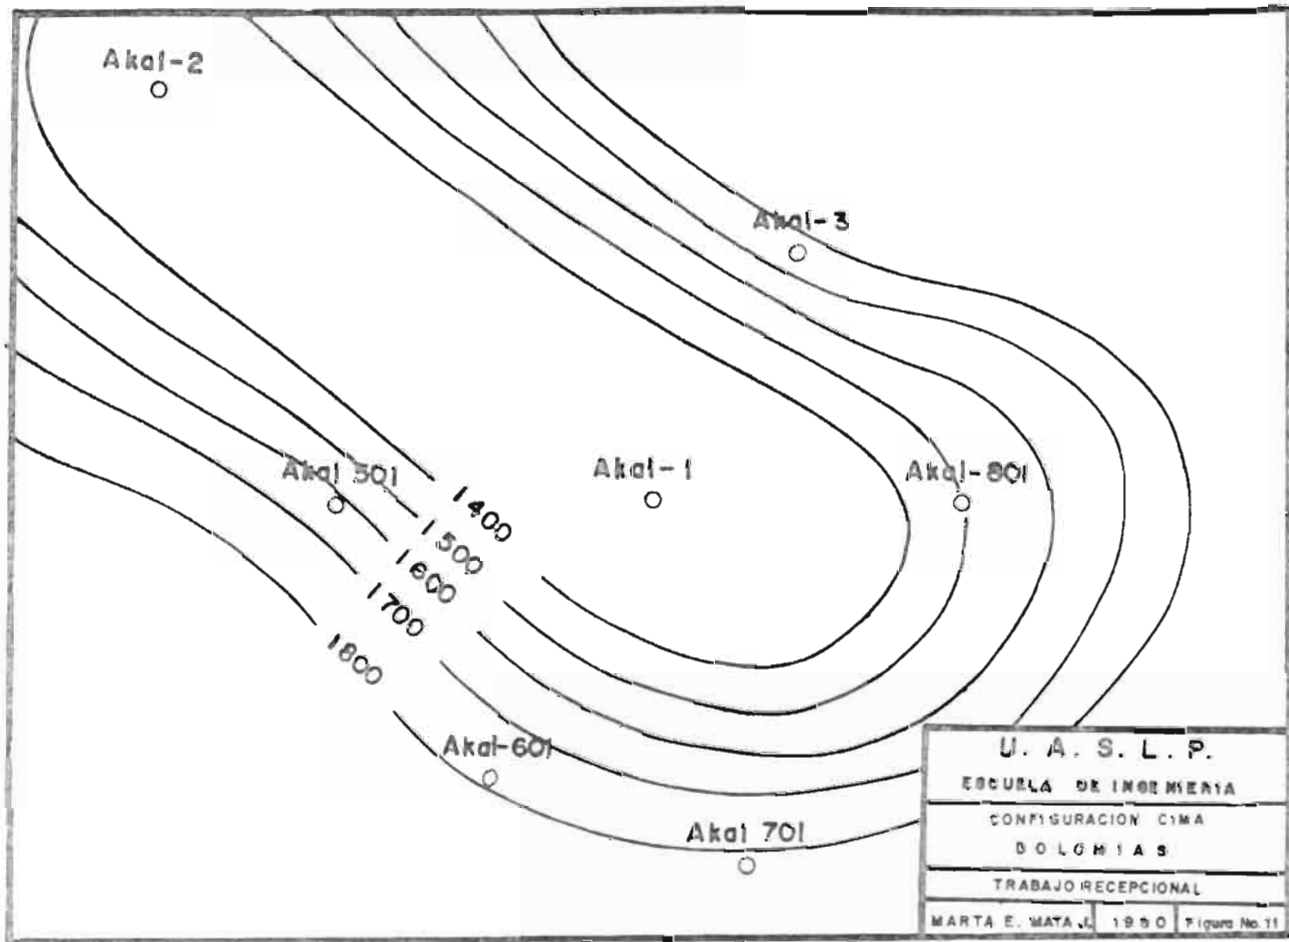 Akal-2
Akal-3
Akal 501
Akal-1
Akal-801
1400
1500
1600
1700
1800
Akal-601
Akal 701
U. A. S. L. P.
ESCUELA DE INGENIERIA
CONFIGURACION CIMA
DOLOMIAS
TRABAJO RECEPCIONAL
MARTA E. MATA J.
Figura No. 11